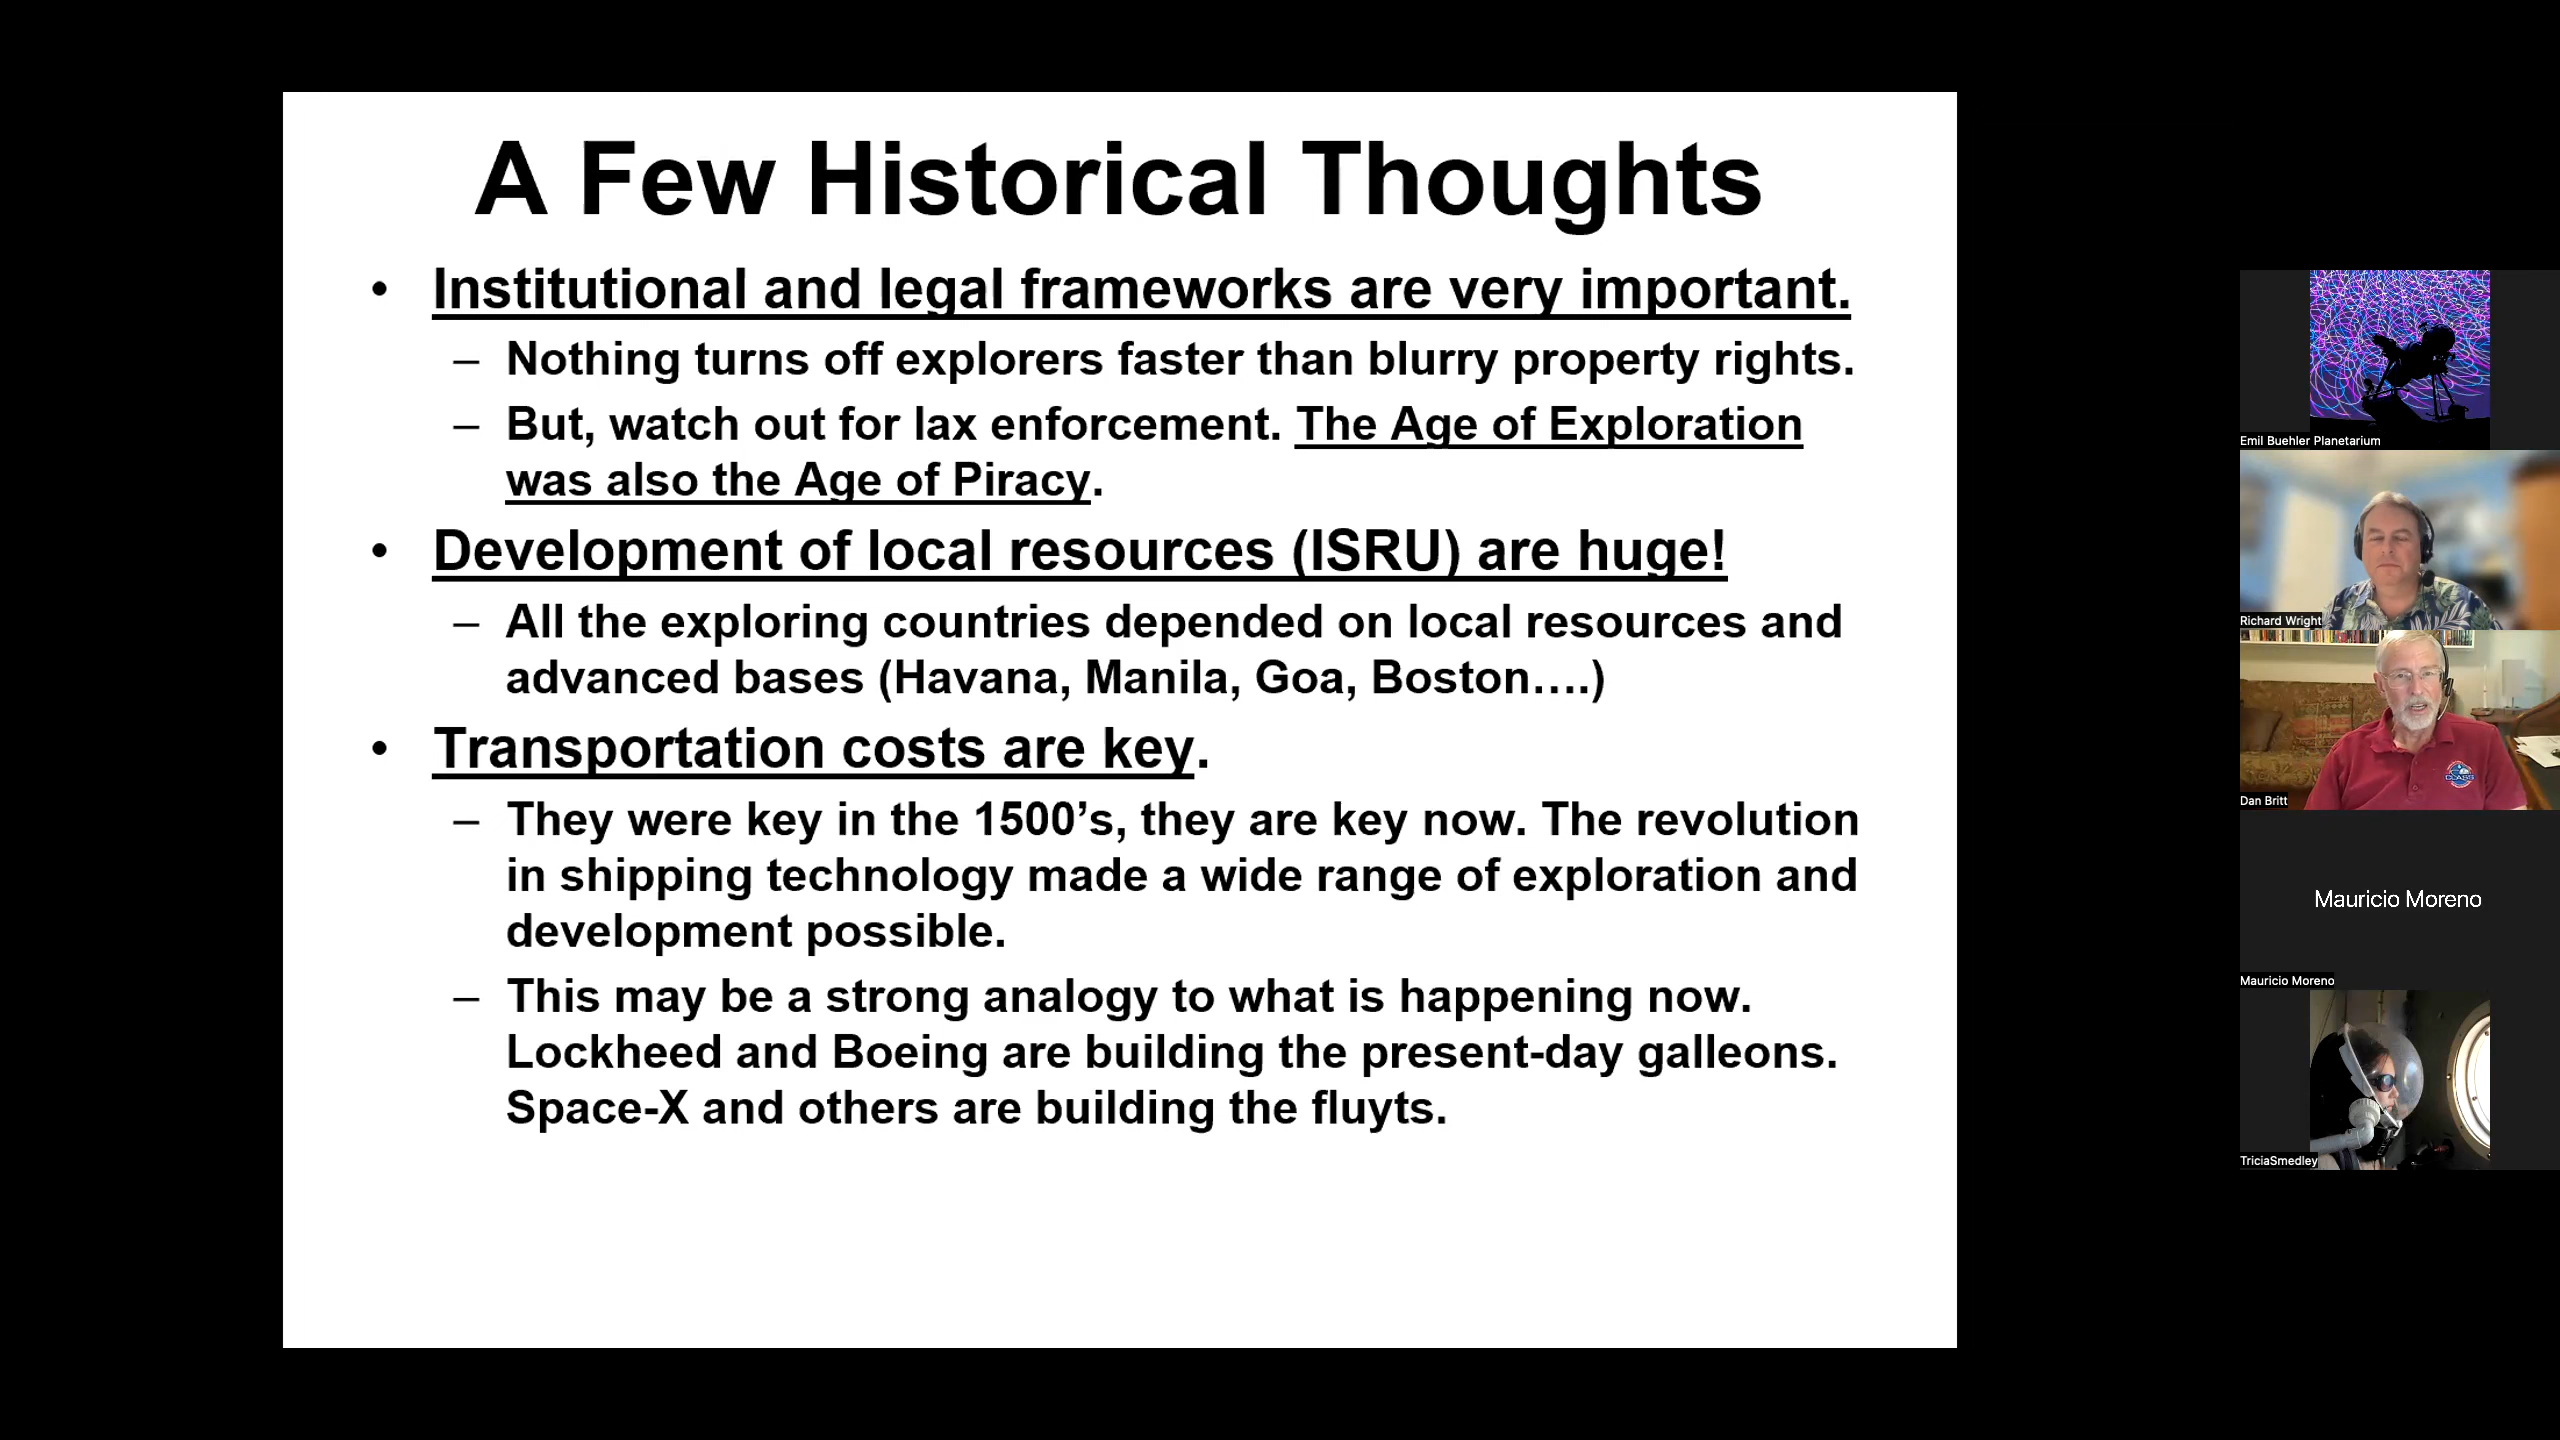 A Few Historical Thoughts
• Institutional and legal frameworks are very important.
– Nothing turns off explorers faster than blurry property rights.
– But, watch out for lax enforcement. The Age of Exploration
was also the Age of Piracy.
• Development of local resources (ISRU) are huge!
– All the exploring countries depended on local resources and
advanced bases (Havana, Manila, Goa, Boston....)
• Transportation costs are key.
– They were key in the 1500’s, they are key now. The revolution
in shipping technology made a wide range of exploration and
development possible.
– This may be a strong analogy to what is happening now.
Lockheed and Boeing are building the present-day galleons.
Space-X and others are building the fluyts.
Emil Buehler Planetarium
Richard Wright
CLASS
Dan Britt
Mauricio Moreno
Mauricio Moreno
TriciaSmedley